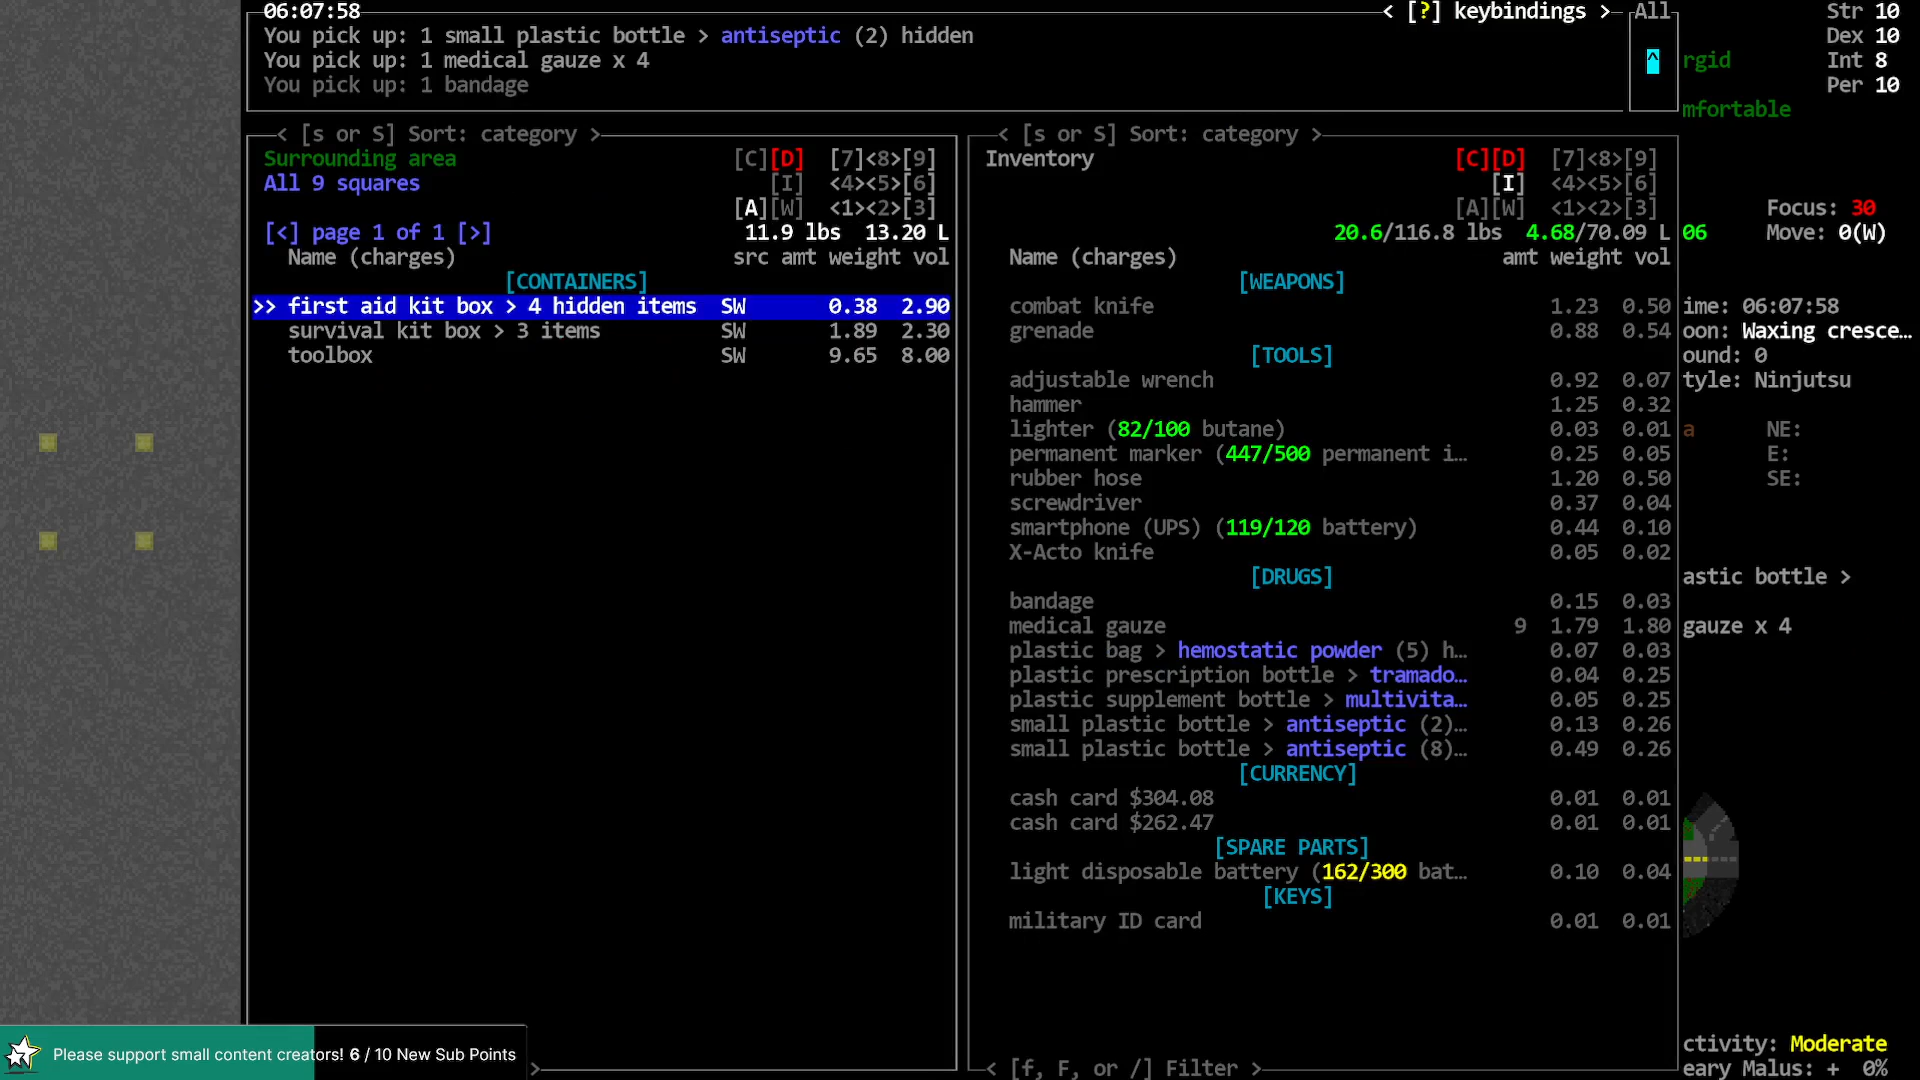 06:07:58 < [?] keybindings > All
You pick up: 1 small plastic bottle > antiseptic (2) hidden
You pick up: 1 medical gauze x 4
You pick up: 1 bandage
^
Str 10
Dex 10
rgid Int 8
Per 10
mfortable
< [s or S] Sort: category >
Surrounding area [C][D] [7]<8>[9]
All 9 squares [I] <4><5>[6]
[A][W] <1><2>[3]
[<] page 1 of 1 [>] 11.9 lbs 13.20 L
Name (charges) src amt weight vol
[CONTAINERS]
>> first aid kit box > 4 hidden items SW 0.38 2.90
survival kit box > 3 items SW 1.89 2.30
toolbox SW 9.65 8.00
< [s or S] Sort: category >
Inventory [C][D] [7]<8>[9]
[I] <4><5>[6]
[A][W] <1><2>[3]
20.6/116.8 lbs 4.68/70.09 L
Name (charges) amt weight vol
[WEAPONS]
combat knife 1.23 0.50
grenade 0.88 0.54
[TOOLS]
adjustable wrench 0.92 0.07
hammer 1.25 0.32
lighter (82/100 butane) 0.03 0.01
permanent marker (447/500 permanent i… 0.25 0.05
rubber hose 1.20 0.50
screwdriver 0.37 0.04
smartphone (UPS) (119/120 battery) 0.44 0.10
X-Acto knife 0.05 0.02
[DRUGS]
bandage 0.15 0.03
medical gauze 9 1.79 1.80
plastic bag > hemostatic powder (5) h… 0.07 0.03
plastic prescription bottle > tramado… 0.04 0.25
plastic supplement bottle > multivita… 0.05 0.25
small plastic bottle > antiseptic (2)… 0.13 0.26
small plastic bottle > antiseptic (8)… 0.49 0.26
[CURRENCY]
cash card $304.08 0.01 0.01
cash card $262.47 0.01 0.01
[SPARE PARTS]
light disposable battery (162/300 bat… 0.10 0.04
[KEYS]
military ID card 0.01 0.01
< [f, F, or /] Filter >
Focus: 30
06 Move: 0(W)
ime: 06:07:58
oon: Waxing cresce…
ound: 0
tyle: Ninjutsu
a NE:
E:
SE:
astic bottle >
gauze x 4
ctivity: Moderate
eary Malus: + 0%
Please support small content creators! 6 / 10 New Sub Points
>